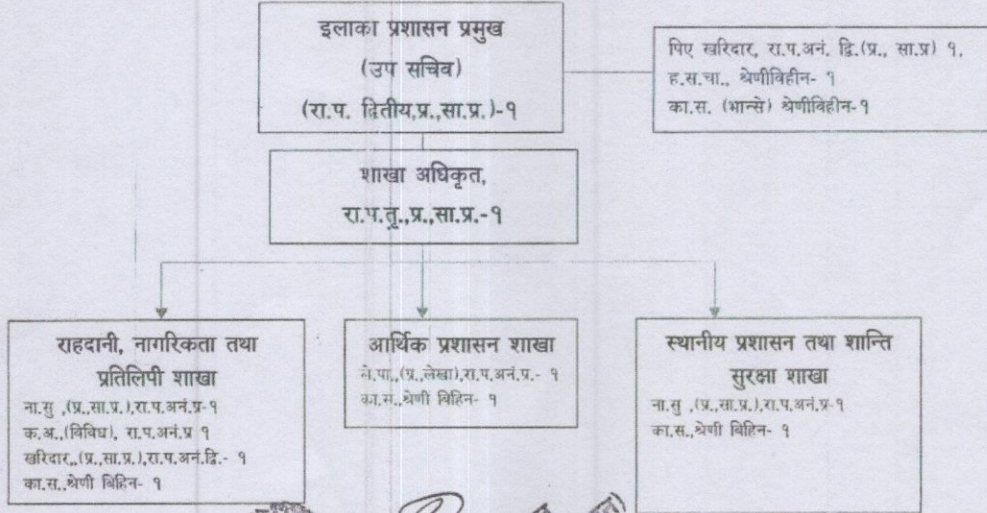 इलाका प्रशासन प्रमुख
(उप सचिव)
(रा.प. द्वितीय,प्र.,सा.प्र.)-१
पिए खरिदार, रा.प.अनं. द्वि.(प्र., सा.प्र) १,
ह.स.चा., श्रेणीविहीन- १
का.स. (भान्से) श्रेणीविहीन-१
शाखा अधिकृत,
रा.प.तृ.,प्र.,सा.प्र.-१
राहदानी, नागरिकता तथा
प्रतिलिपी शाखा
ना.सु ,(प्र.,सा.प्र.),रा.प.अनं.प्र-१
क.अ.,(विविध), रा.प.अनं.प्र १
खरिदार,,(प्र.,सा.प्र.),रा.प.अनं.द्वि.- १
का.स.,श्रेणी विहिन- १
आर्थिक प्रशासन शाखा
ले.पा.,(प्र.,लेखा),रा.प.अनं.प्र.- १
का.स.,श्रेणी विहिन- १
स्थानीय प्रशासन तथा शान्ति
सुरक्षा शाखा
ना.सु ,(प्र.,सा.प्र.),रा.प.अनं.प्र-१
का.स.,श्रेणी विहिन- १